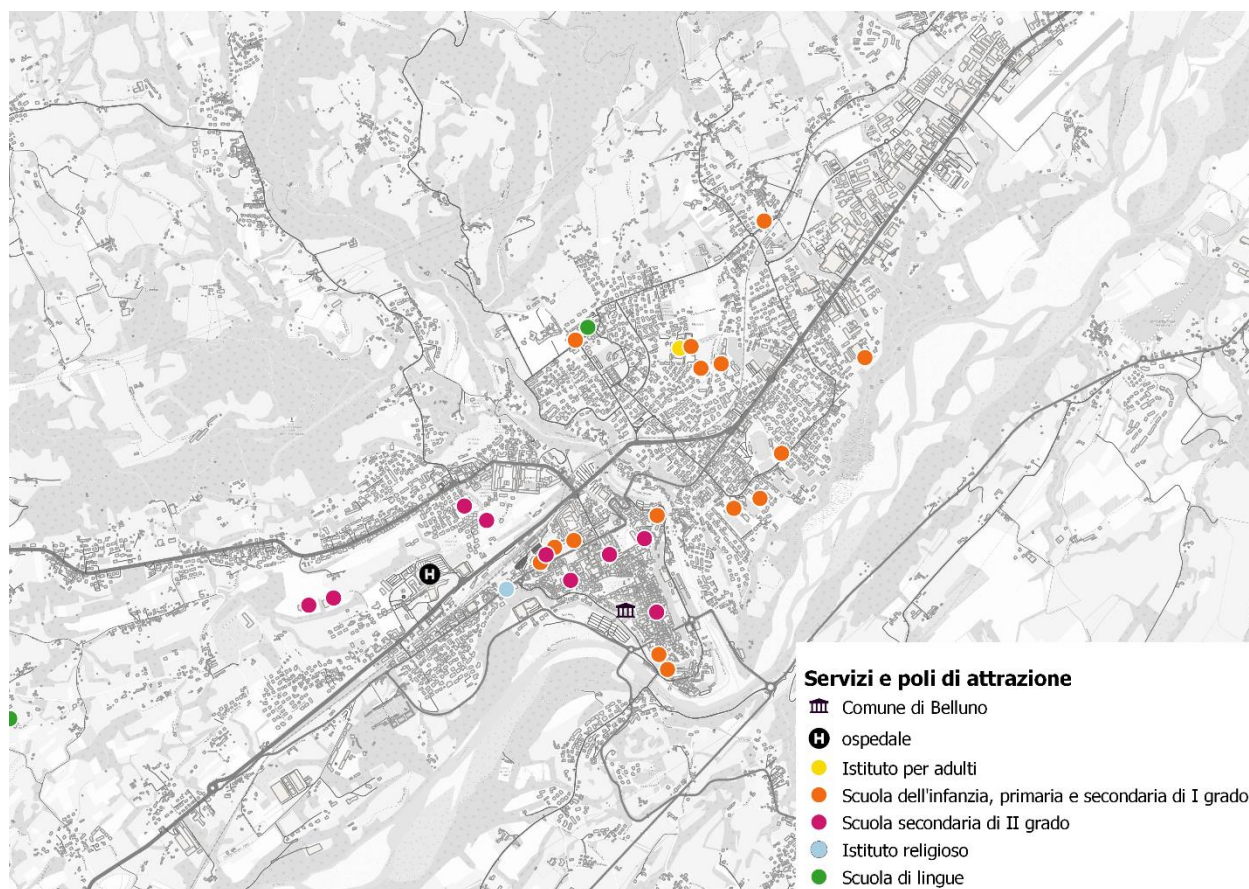 H
Servizi e poli di attrazione
Comune di Belluno
H ospedale
Istituto per adulti
Scuola dell'infanzia, primaria e secondaria di I grado
Scuola secondaria di II grado
Istituto religioso
Scuola di lingue